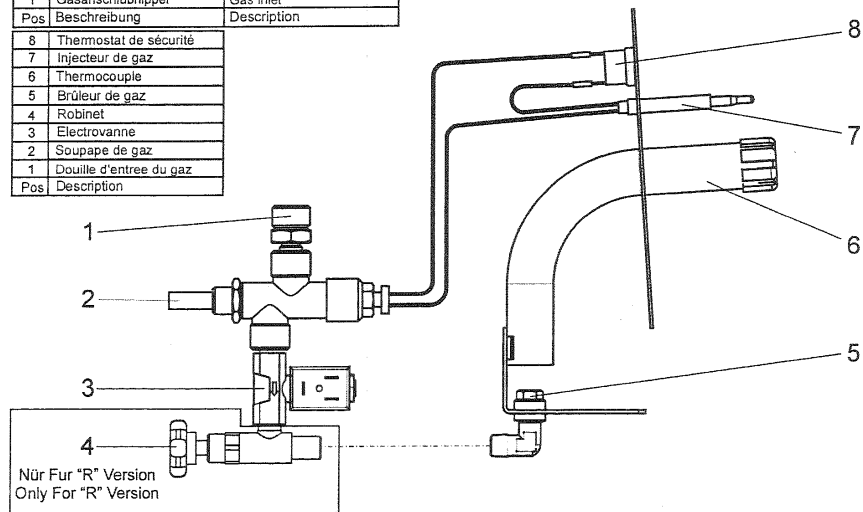 1 Gasanschlußnippel Gas inlet
Pos Beschreibung Description
8 Thermostat de sécurité
7 Injecteur de gaz
6 Thermocouple
5 Brûleur de gaz
4 Robinet
3 Electrovanne
2 Soupape de gaz
1 Douille d'entree du gaz
Pos Description
8
7
1
6
2
5
3
4
Nür Fur "R" Version
Only For "R" Version